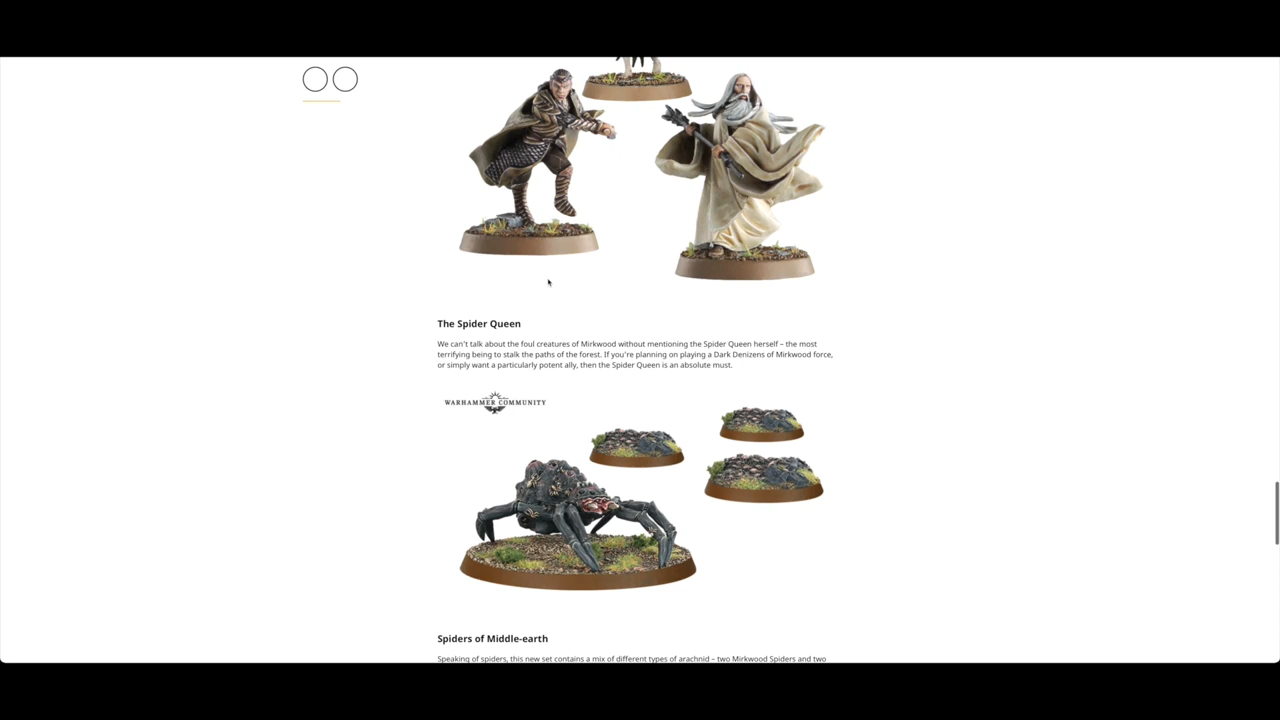 The Spider Queen
We can't talk about the foul creatures of Mirkwood without mentioning the Spider Queen herself – the most
terrifying being to stalk the paths of the forest. If you're planning on playing a Dark Denizens of Mirkwood force,
or simply want a particularly potent ally, then the Spider Queen is an absolute must.
WARHAMMER COMMUNITY
Spiders of Middle-earth
Speaking of spiders, this new set contains a mix of different types of arachnid – two Mirkwood Spiders and two